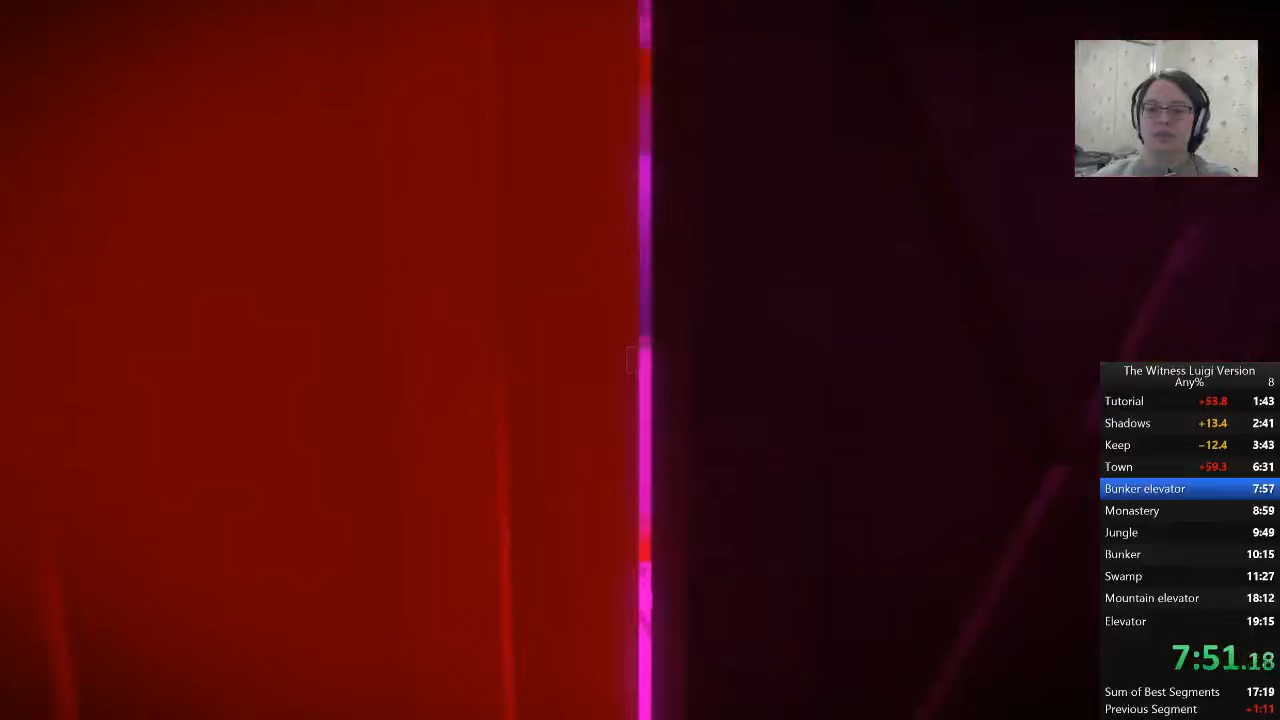 The Witness Luigi Version
Any% 8
Tutorial +53.8 1:43
Shadows +13.4 2:41
Keep −12.4 3:43
Town +59.3 6:31
Bunker elevator 7:57
Monastery 8:59
Jungle 9:49
Bunker 10:15
Swamp 11:27
Mountain elevator 18:12
Elevator 19:15
7:51.18
Sum of Best Segments 17:19
Previous Segment +1:11